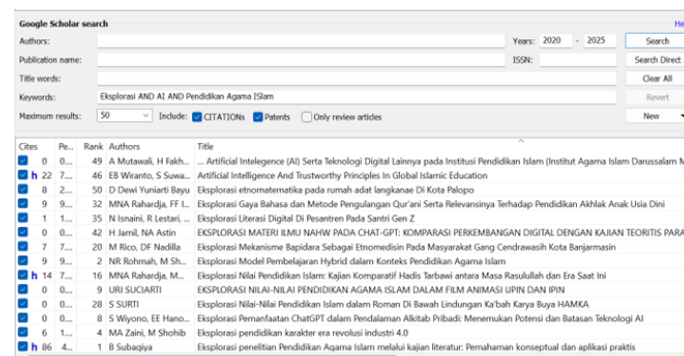 Google Scholar search He
Authors: Years: 2020 - 2025 Search
Publication name: ISSN: Search Direct
Title words: Clear All
Keywords: Eksplorasi AND AI AND Pendidikan Agama ISlam Revert
Maximum results: 50 Include: CITATIONs Patents Only review articles New
Cites Pe... Rank Authors Title
0 0.... 49 A Mutawali, H Fakh... ... Artificial Intelegence (AI) Serta Teknologi Digital Lainnya pada Institusi Pendidikan Islam (Institut Agama Islam Darussalam M
h 22 7.... 46 EB Wiranto, S Suwa... Artificial Intelligence And Trustworthy Principles In Global Islamic Education
8 2... 50 D Dewi Yuniarti Bayu Eksplorasi etnomatematika pada rumah adat langkanae Di Kota Palopo
9 9... 32 MNA Rahardja, FF I... Eksplorasi Gaya Bahasa dan Metode Pengulangan Qur'ani Serta Relevansinya Terhadap Pendidikan Akhlak Anak Usia Dini
1 1.... 35 N Isnaini, R Lestari, ... Eksplorasi Literasi Digital Di Pesantren Pada Santri Gen Z
0 0... 42 H Jamil, NA Astin EKSPLORASI MATERI ILMU NAHW PADA CHAT-GPT: KOMPARASI PERKEMBANGAN DIGITAL DENGAN KAJIAN TEORITIS PARA
7 7... 20 M Rico, DF Nadilla Eksplorasi Mekanisme Bapidara Sebagai Etnomedisin Pada Masyarakat Gang Cendrawasih Kota Banjarmasin
9 9... 2 NR Rohmah, M Sh... Eksplorasi Model Pembelajaran Hybrid dalam Konteks Pendidikan Agama Islam
h 14 7... 16 MNA Rahardja, M... Eksplorasi Nilai Pendidikan Islam: Kajian Komparatif Hadis Tarbawi antara Masa Rasulullah dan Era Saat Ini
0 0... 9 URI SUCIARTI EKSPLORASI NILAI-NILAI PENDIDIKAN AGAMA ISLAM DALAM FILM ANIMASI UPIN DAN IPIN
0 0... 28 S SURTI Eksplorasi Nilai-Nilai Pendidikan Islam dalam Roman Di Bawah Lindungan Ka'bah Karya Buya HAMKA
0 0... 8 S Wiyono, EE Hano... Eksplorasi Pemanfaatan ChatGPT dalam Pendalaman Alkitab Pribadi: Menemukan Potensi dan Batasan Teknologi AI
6 1.... 4 MA Zaini, M Shohib Eksplorasi pendidikan karakter era revolusi industri 4.0
h 86 4... 1 B Subagiya Eksplorasi penelitian Pendidikan Agama Islam melalui kajian literatur: Pemahaman konseptual dan aplikasi praktis